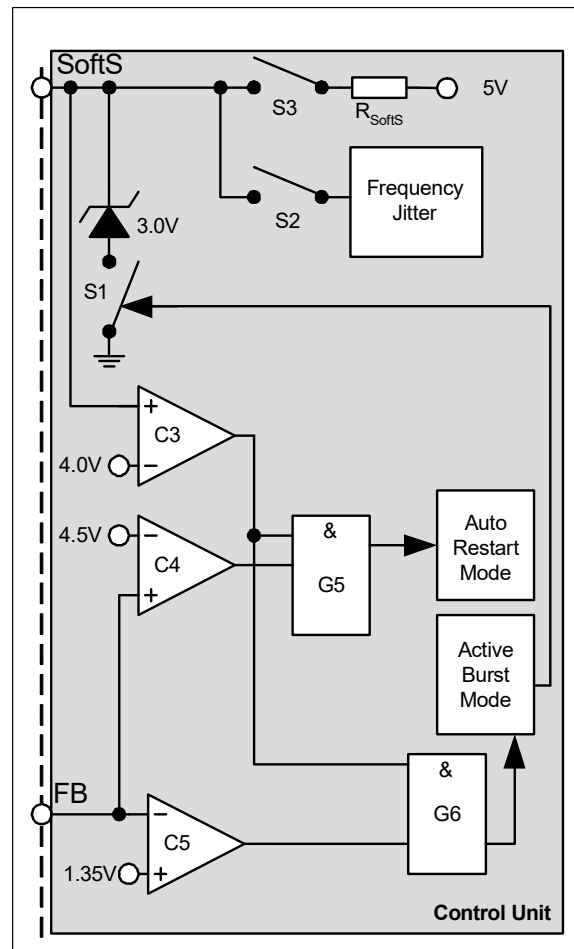 SoftS
S3
R_SoftS
5V
S2
Frequency
Jitter
3.0V
S1
+
C3
4.0V
−
4.5V
−
C4
+
&
G5
Auto
Restart
Mode
Active
Burst
Mode
&
G6
FB
−
C5
1.35V
+
Control Unit